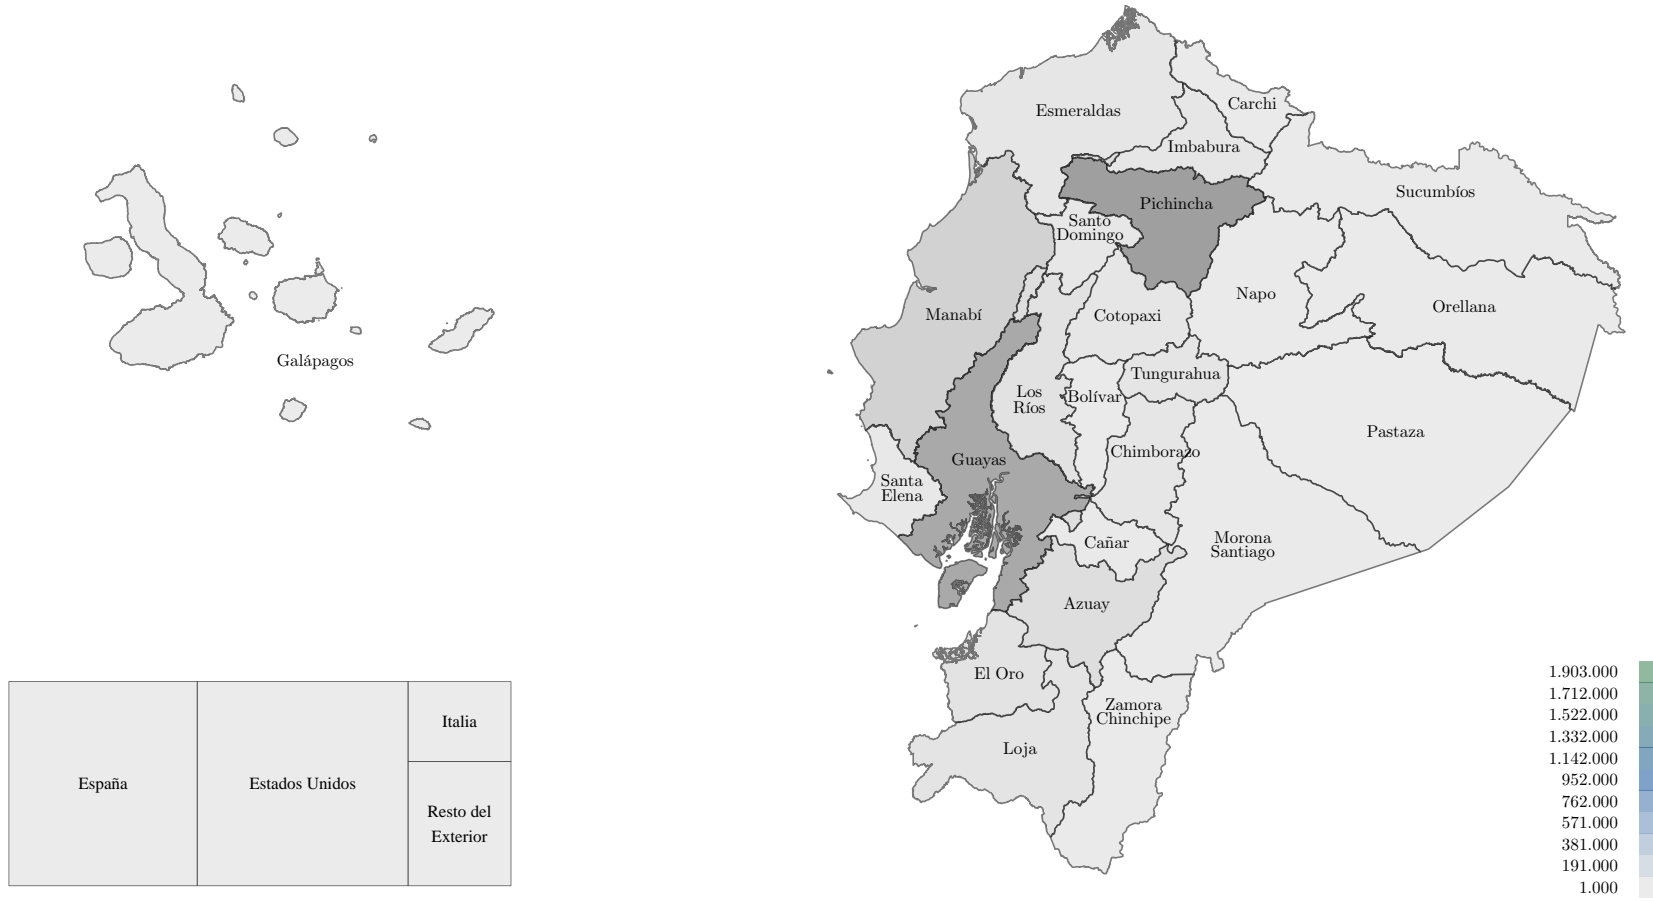 Esmeraldas
Carchi
Imbabura
Sucumbíos
Pichincha
Santo
Domingo
Napo
Orellana
Manabí
Cotopaxi
Galápagos
Tungurahua
Los
Ríos
Bolívar
Pastaza
Chimborazo
Guayas
Santa
Elena
Cañar
Morona
Santiago
Azuay
El Oro
Zamora
Chinchipe
Loja
España
Estados Unidos
Italia
Resto del
Exterior
1.903.000
1.712.000
1.522.000
1.332.000
1.142.000
952.000
762.000
571.000
381.000
191.000
1.000